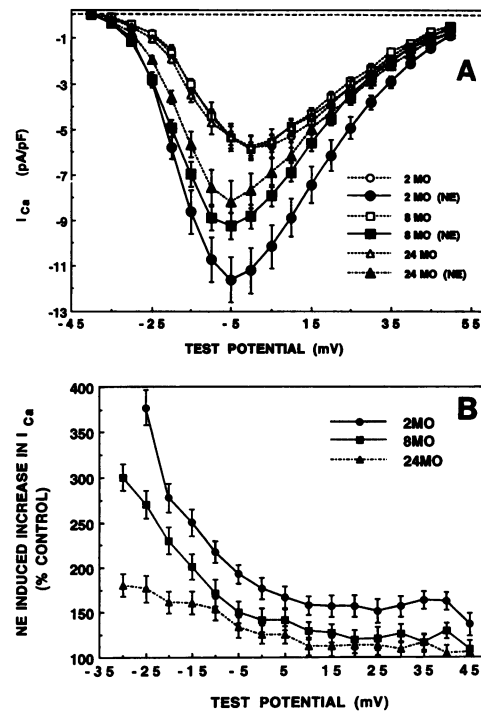 A
I Ca (pA/pF)
-1
-3
-5
-7
-9
-11
-13
2 MO
2 MO (NE)
8 MO
8 MO (NE)
24 MO
24 MO (NE)
-45 -25 -5 15 35 55
TEST POTENTIAL (mV)
B
NE INDUCED INCREASE IN I Ca
(% CONTROL)
400
350
300
250
200
150
100
2MO
8MO
24MO
-35 -25 -15 -5 5 15 25 35 45
TEST POTENTIAL (mV)